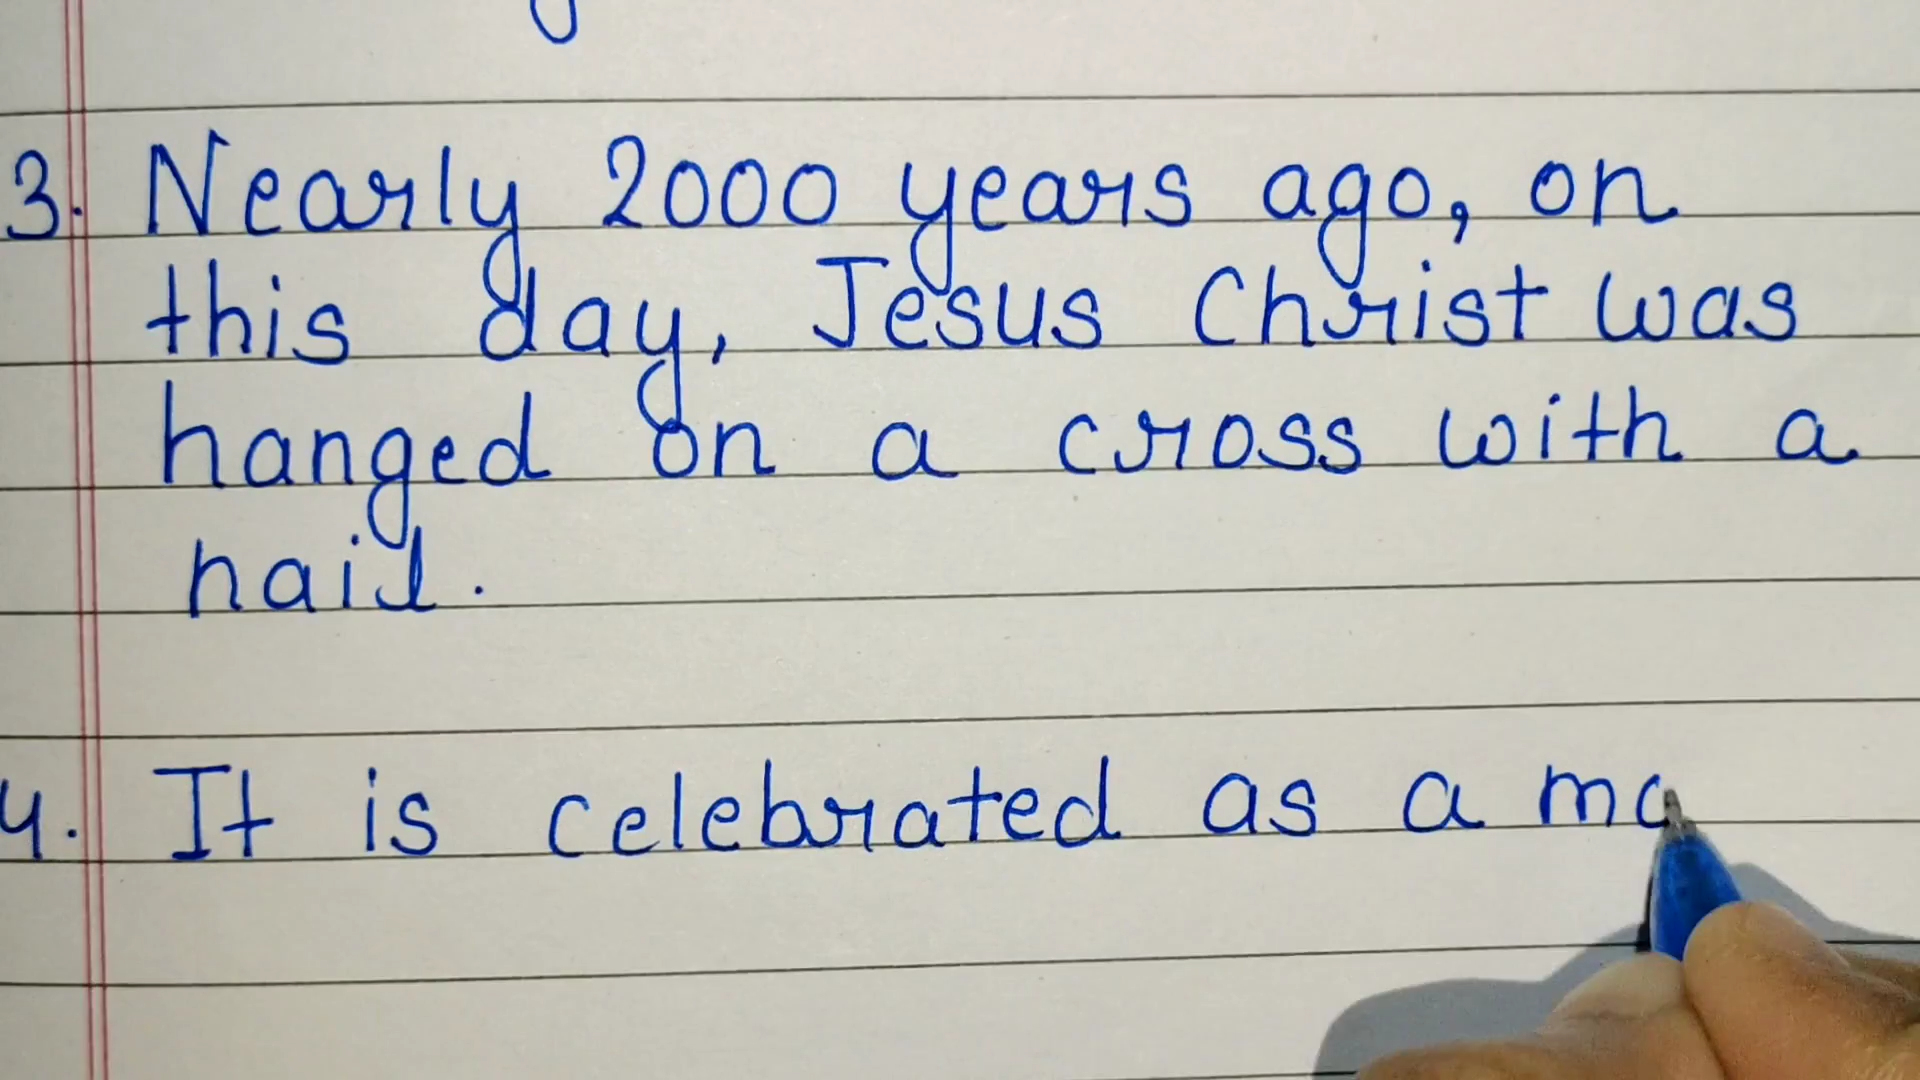 3. Nearly 2000 years ago, on
this day, Jesus Christ was
hanged on a cross with a
nail.
4. It is celebrated as a ma